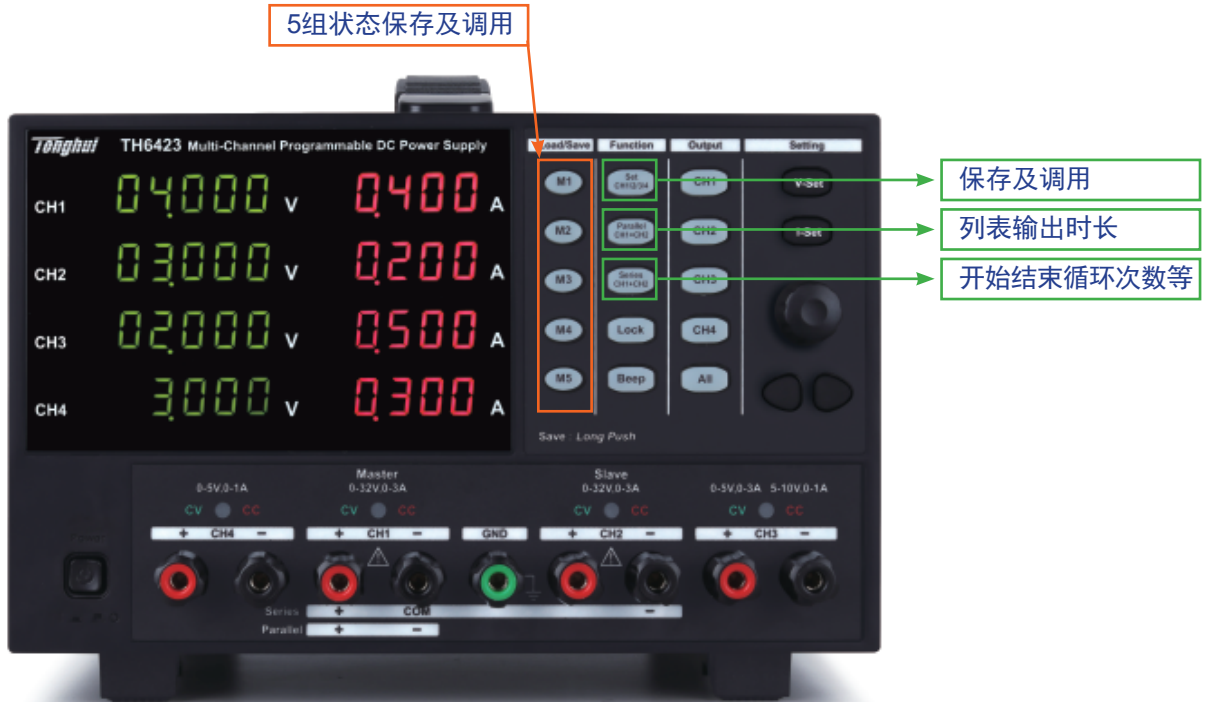 5组状态保存及调用
Tonghui TH6423 Multi-Channel Programmable DC Power Supply
Load/Save Function Output Setting
CH1 04.000 V 0.400 A
CH2 03.000 V 0.200 A
CH3 02.000 V 0.500 A
CH4 3.000 V 0.300 A
M1 Set CH1/2/3/4 CH1 V-Set
保存及调用
M2 Parallel CH1+CH2 CH2 I-Set
列表输出时长
M3 Series CH1+CH2 CH3
开始结束循环次数等
M4 Lock CH4
M5 Beep All
Save : Long Push
Master Slave
0-5V,0-1A 0-32V,0-3A 0-32V,0-3A 0-5V,0-3A 5-10V,0-1A
CV CC CV CC CV CC CV CC
+ CH4 − + CH1 − GND + CH2 − + CH3 −
Power
Series + COM −
Parallel + −